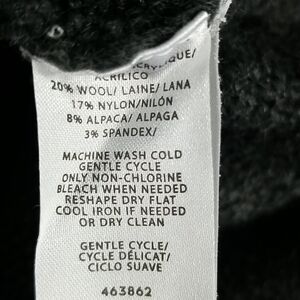 ACRÍLICO
20% WOOL/ LAINE/ LANA
17% NYLON/NILÓN
8% ALPACA/ ALPAGA
3% SPANDEX/
MACHINE WASH COLD
GENTLE CYCLE
ONLY NON-CHLORINE
BLEACH WHEN NEEDED
RESHAPE DRY FLAT
COOL IRON IF NEEDED
OR DRY CLEAN
GENTLE CYCLE/
CYCLE DÉLICAT/
CICLO SUAVE
463862